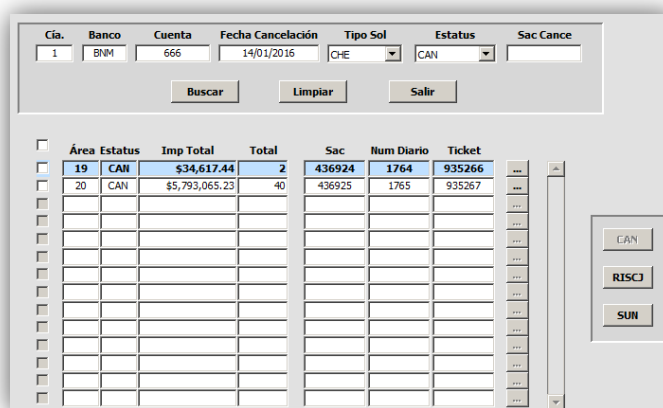 Cía. Banco Cuenta Fecha Cancelación Tipo Sol Estatus Sac Cance
1 BNM 666 14/01/2016 CHE CAN
Buscar Limpiar Salir
Área Estatus Imp Total Total Sac Num Diario Ticket
19 CAN $34,617.44 2 436924 1764 935266 ...
20 CAN $5,793,065.23 40 436925 1765 935267 ...
...
...
...
CAN
...
...
RISCJ
...
...
SUN
...
...
...
...
...